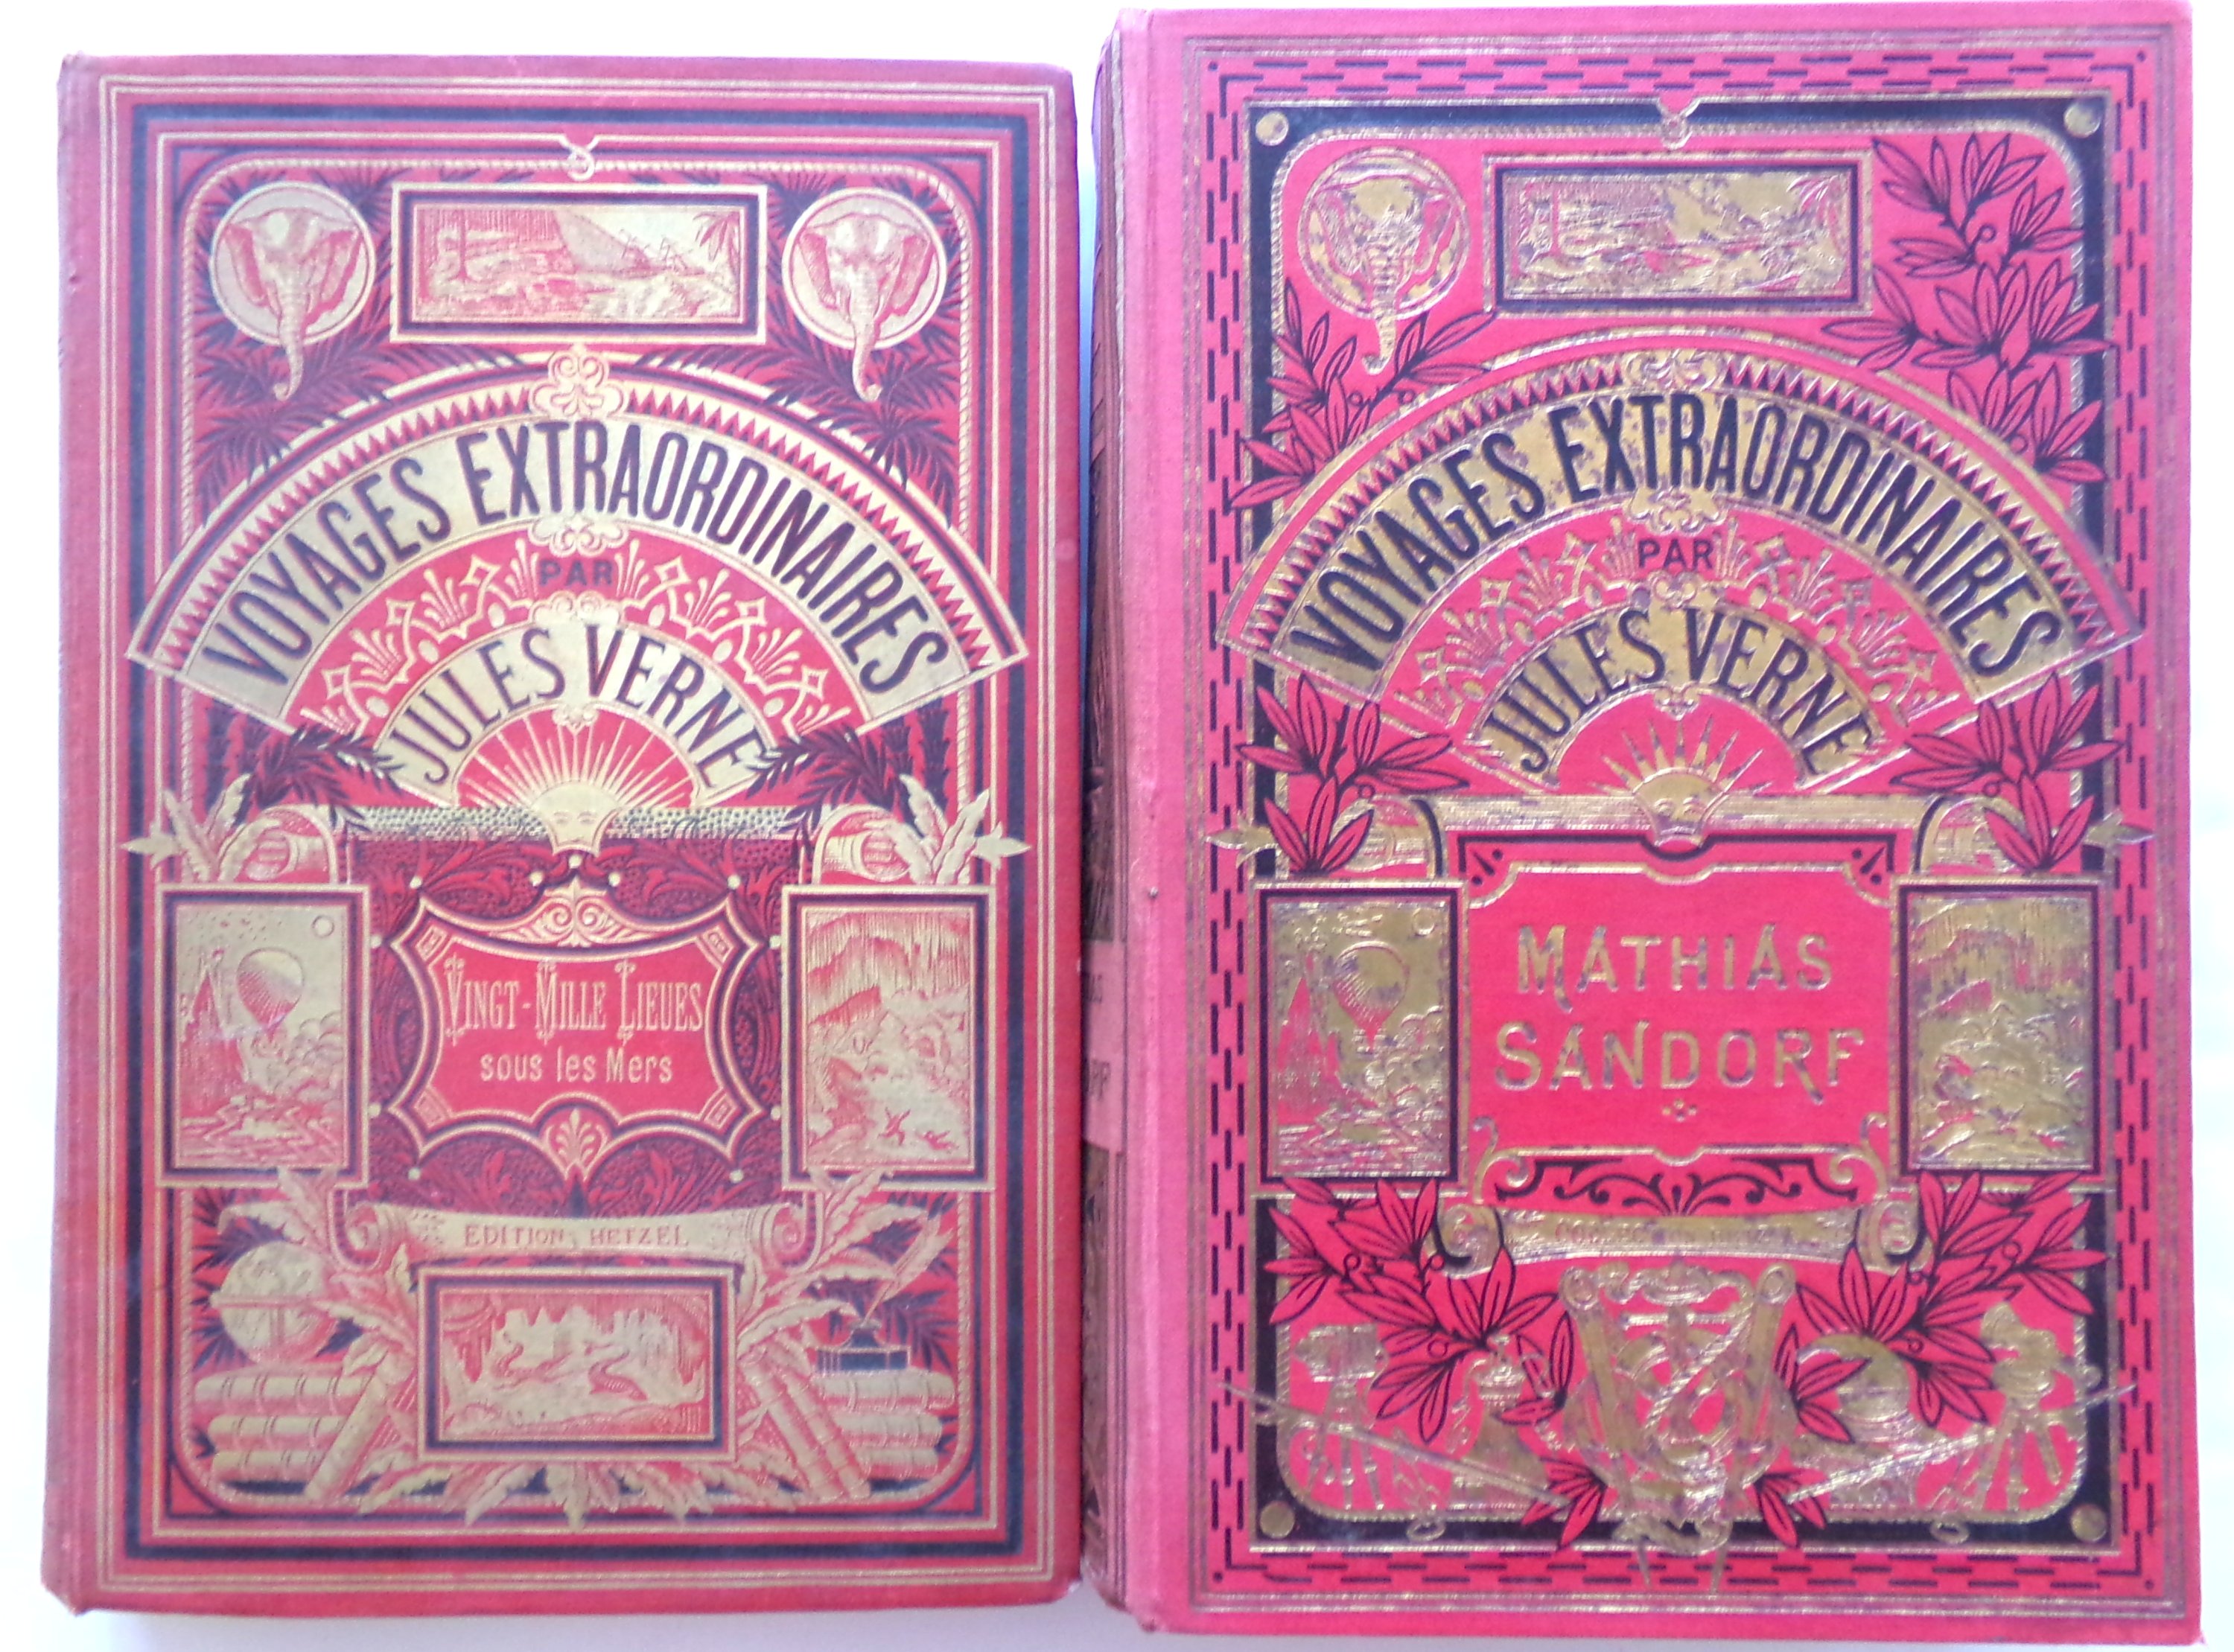 VOYAGES EXTRAORDINAIRES
PAR
JULES VERNE
VINGT-MILLE LIEUES
sous les Mers
EDITION HETZEL
VOYAGES EXTRAORDINAIRES
PAR
JULES VERNE
MATHIAS
SANDORF